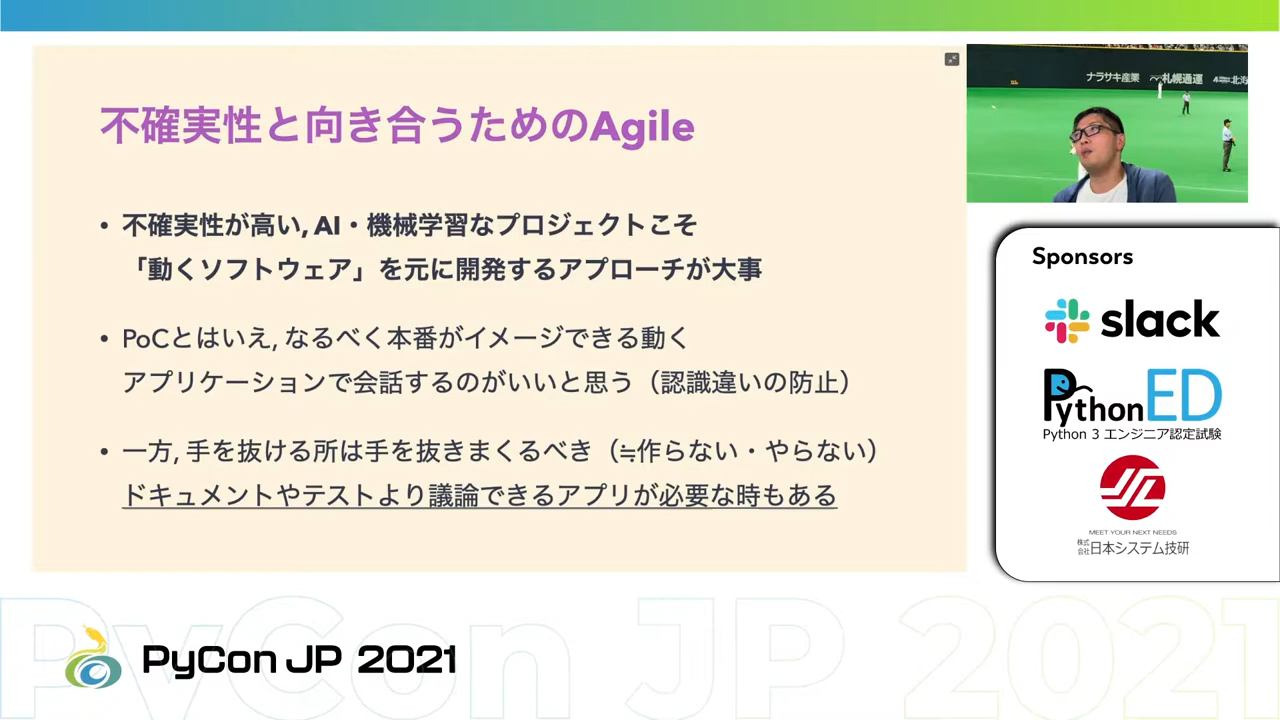 不確実性と向き合うためのAgile
• 不確実性が高い, AI・機械学習なプロジェクトこそ
「動くソフトウェア」を元に開発するアプローチが大事
• PoCとはいえ, なるべく本番がイメージできる動く
アプリケーションで会話するのがいいと思う（認識違いの防止）
• 一方, 手を抜ける所は手を抜きまくるべき（≒作らない・やらない）
ドキュメントやテストより議論できるアプリが必要な時もある
ナラサキ産業
札幌通運
Sponsors
slack
PythonED
Python 3 エンジニア認定試験
MEET YOUR NEXT NEEDS
株式会社日本システム技研
PyCon JP 2021
PyCon JP 2021